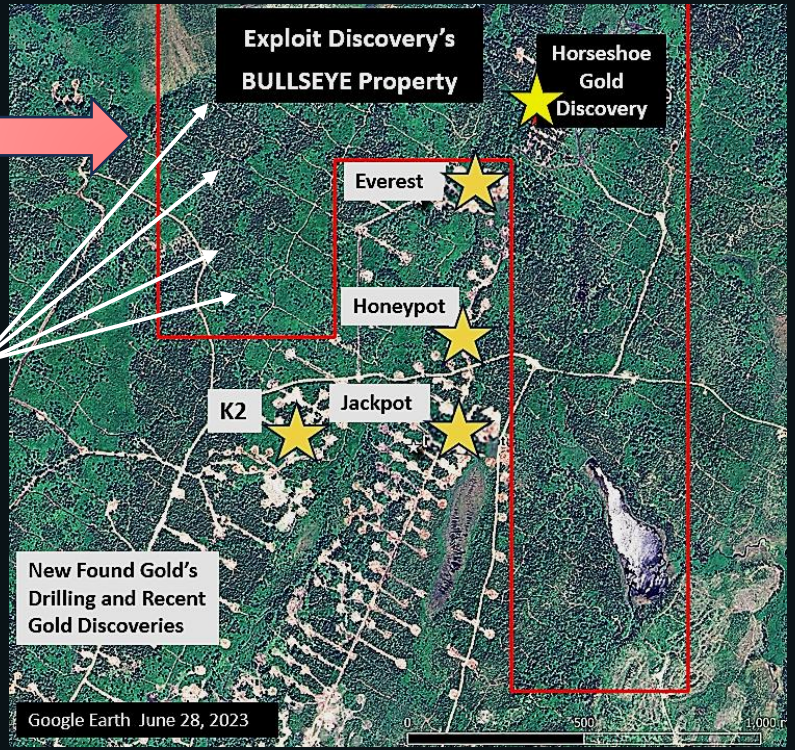 Exploit Discovery's
BULLSEYE Property
Horseshoe
Gold
Discovery
Everest
Honeypot
K2
Jackpot
New Found Gold's
Drilling and Recent
Gold Discoveries
Google Earth June 28, 2023
0
500
1,000